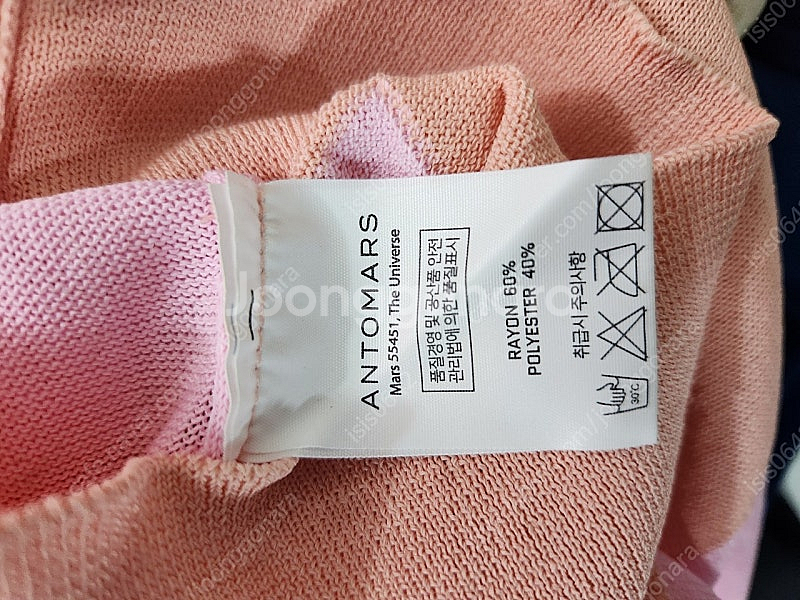 ANTOMARS
Mars 55451, The Universe
품질경영 및 공산품 안전
관리법에 의한 품질표시
RAYON 60%
POLYESTER 40%
취급시 주의사항
30℃
Joonggonara